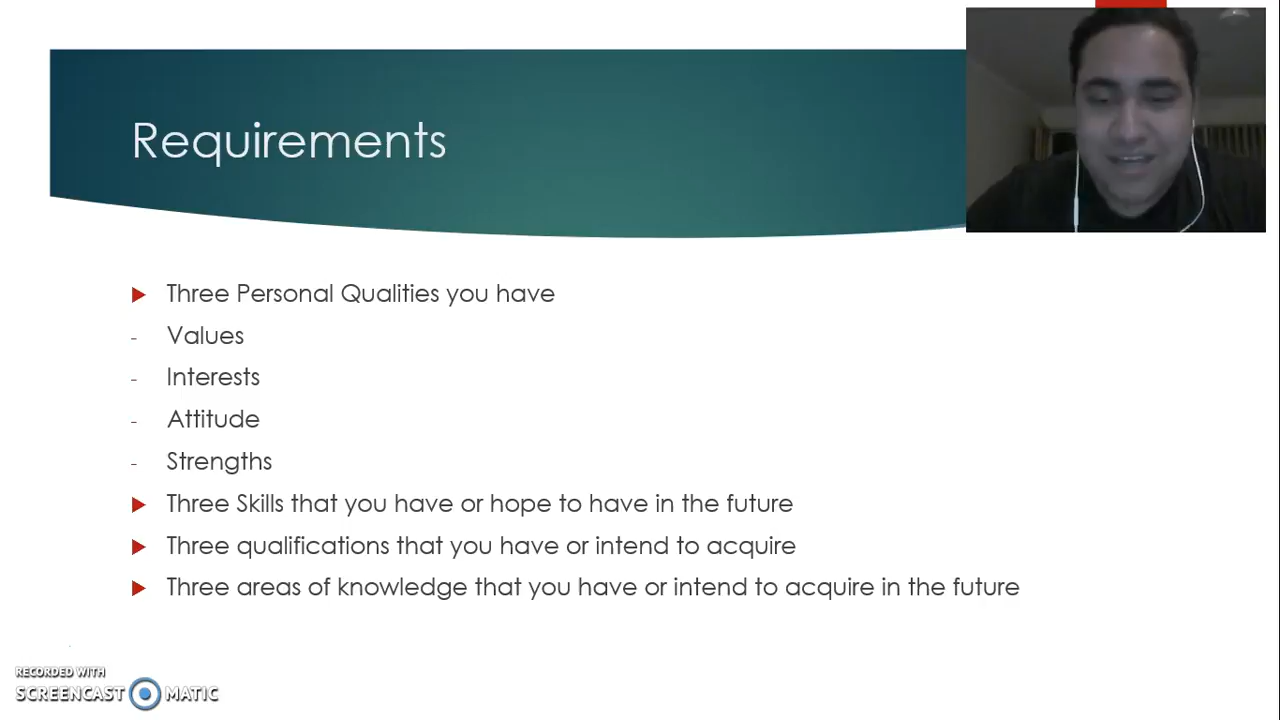 Requirements
Three Personal Qualities you have
- Values
- Interests
- Attitude
- Strengths
Three Skills that you have or hope to have in the future
Three qualifications that you have or intend to acquire
Three areas of knowledge that you have or intend to acquire in the future
RECORDED WITH
SCREENCAST MATIC